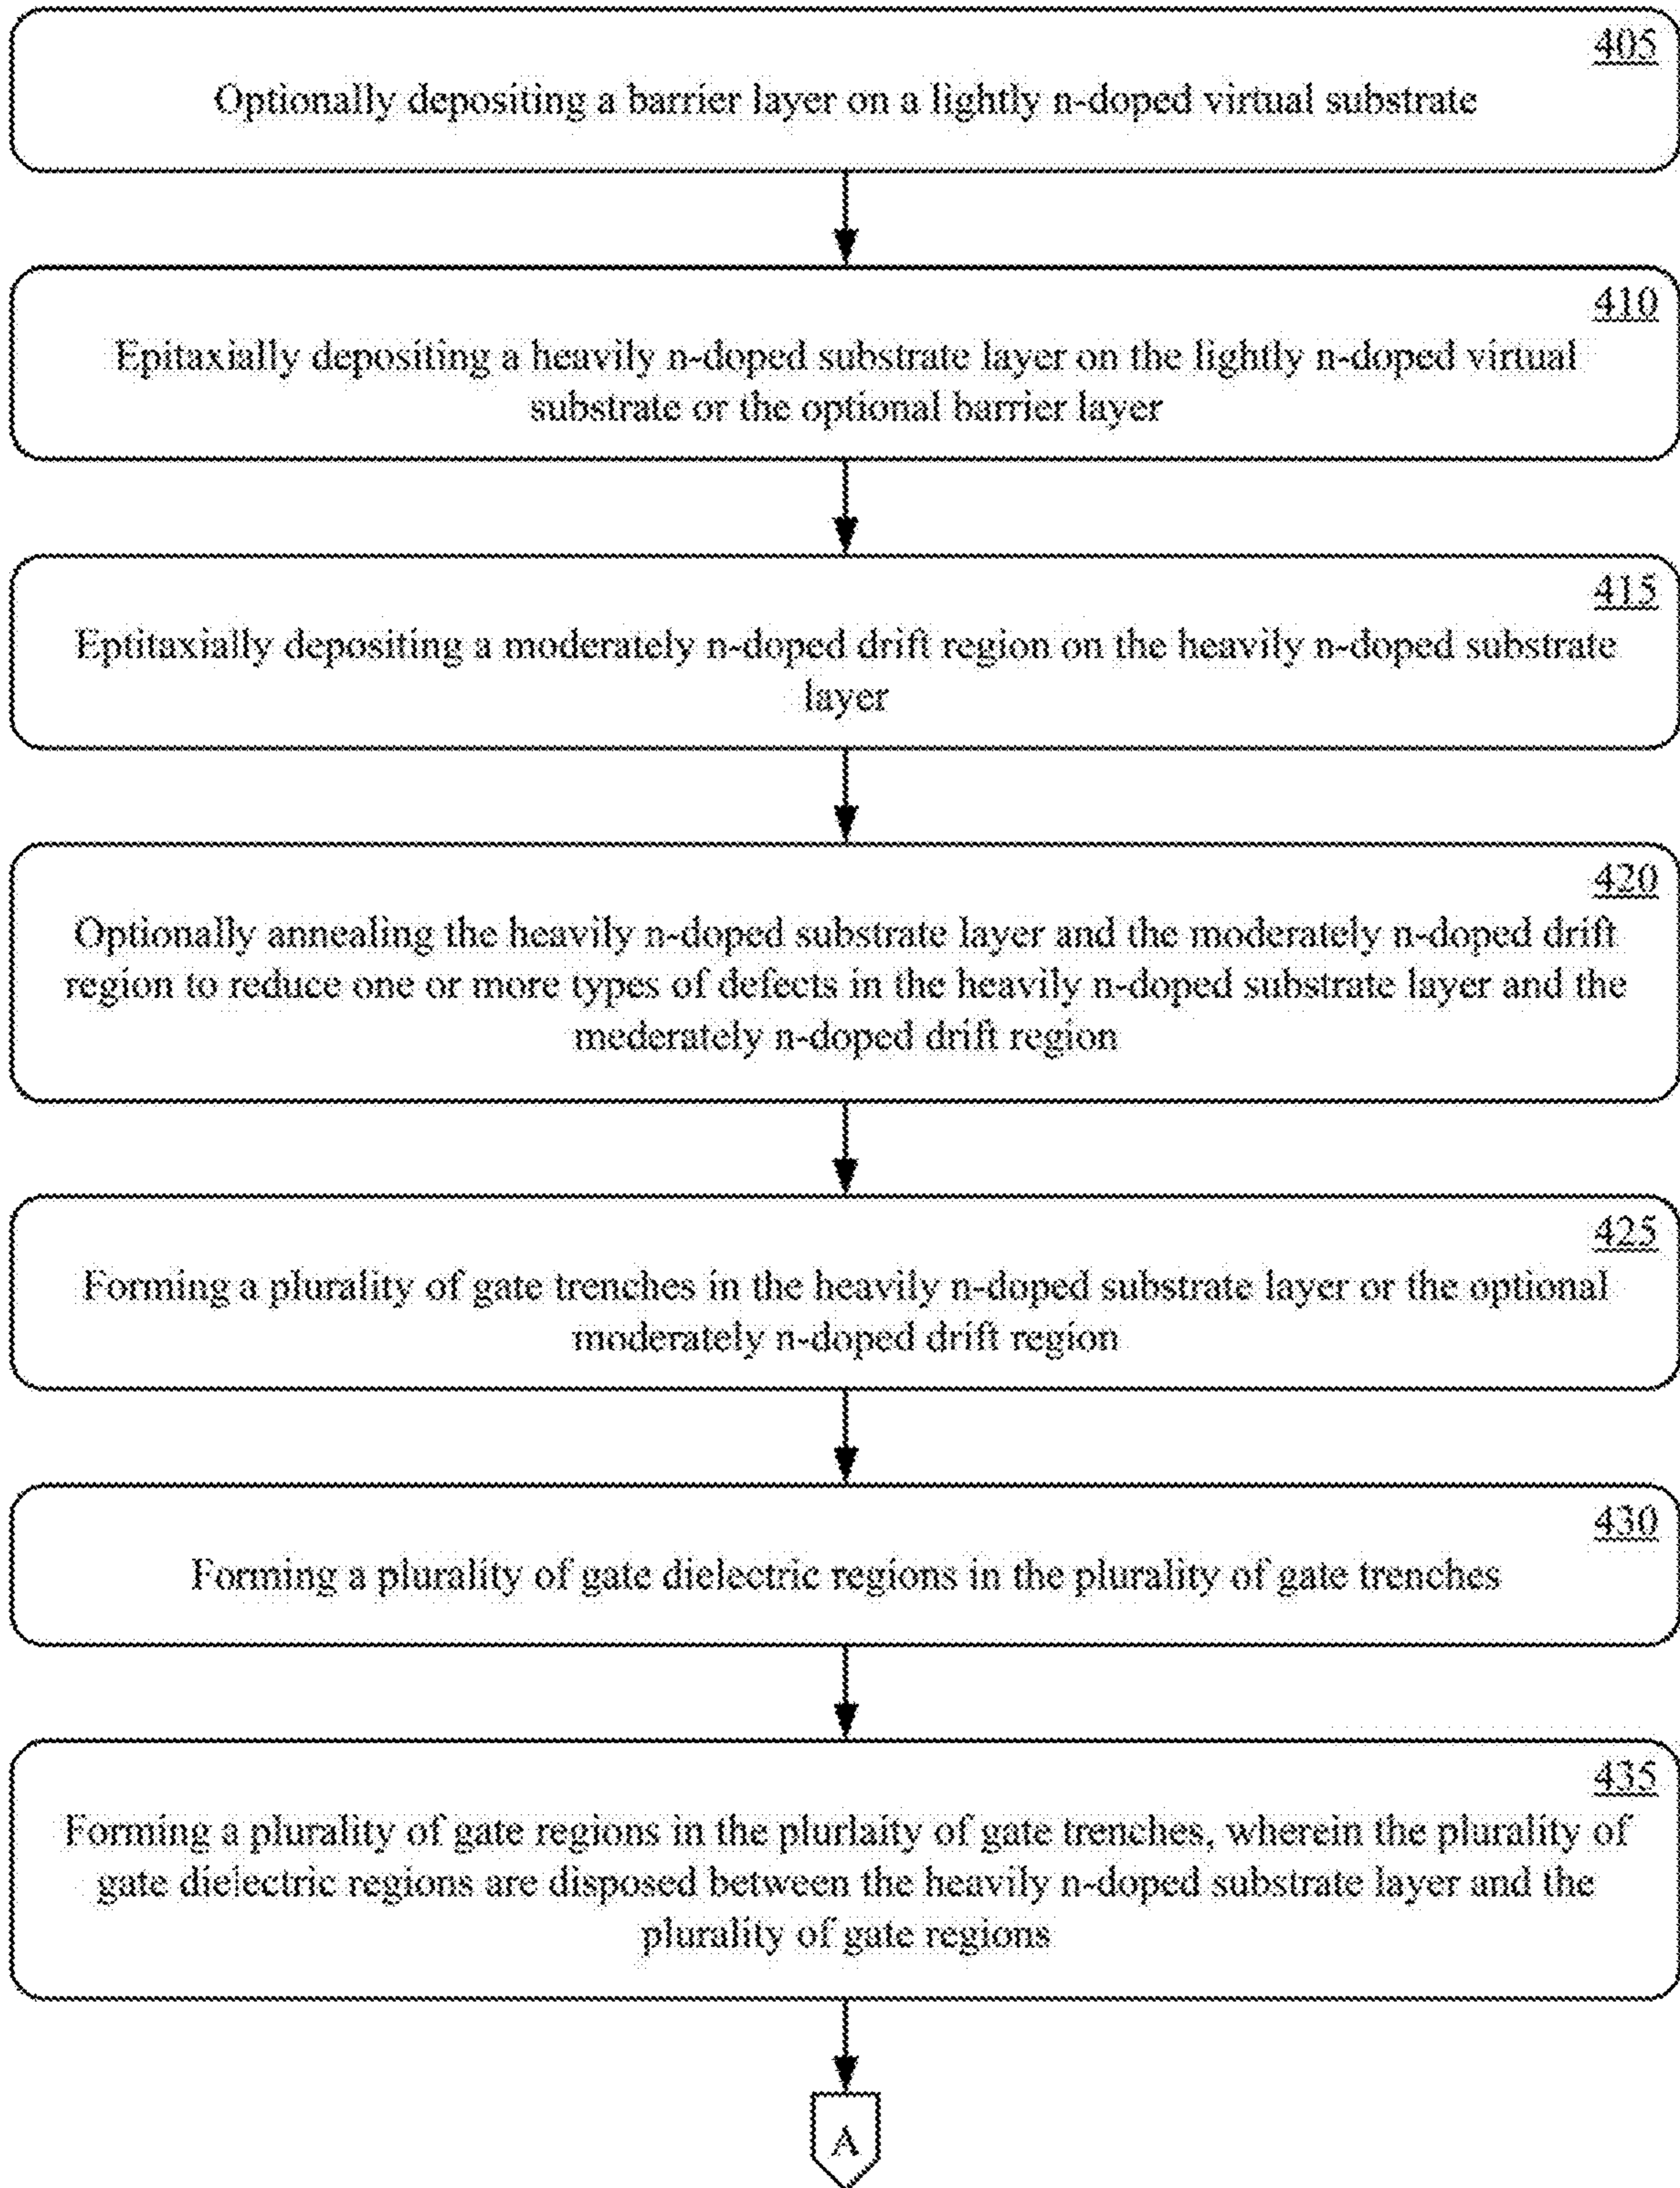 405
Optionally depositing a barrier layer on a lightly n-doped virtual substrate
410
Epitaxially depositing a heavily n-doped substrate layer on the lightly n-doped virtual
substrate or the optional barrier layer
415
Eptitaxially depositing a moderately n-doped drift region on the heavily n-doped substrate
layer
420
Optionally annealing the heavily n-doped substrate layer and the moderately n-doped drift
region to reduce one or more types of defects in the heavily n-doped substrate layer and the
mederately n-doped drift region
425
Forming a plurality of gate trenches in the heavily n-doped substrate layer or the optional
moderately n-doped drift region
430
Forming a plurality of gate dielectric regions in the plurality of gate trenches
435
Forming a plurality of gate regions in the plurlaity of gate trenches, wherein the plurality of
gate dielectric regions are disposed between the heavily n-doped substrate layer and the
plurality of gate regions
A